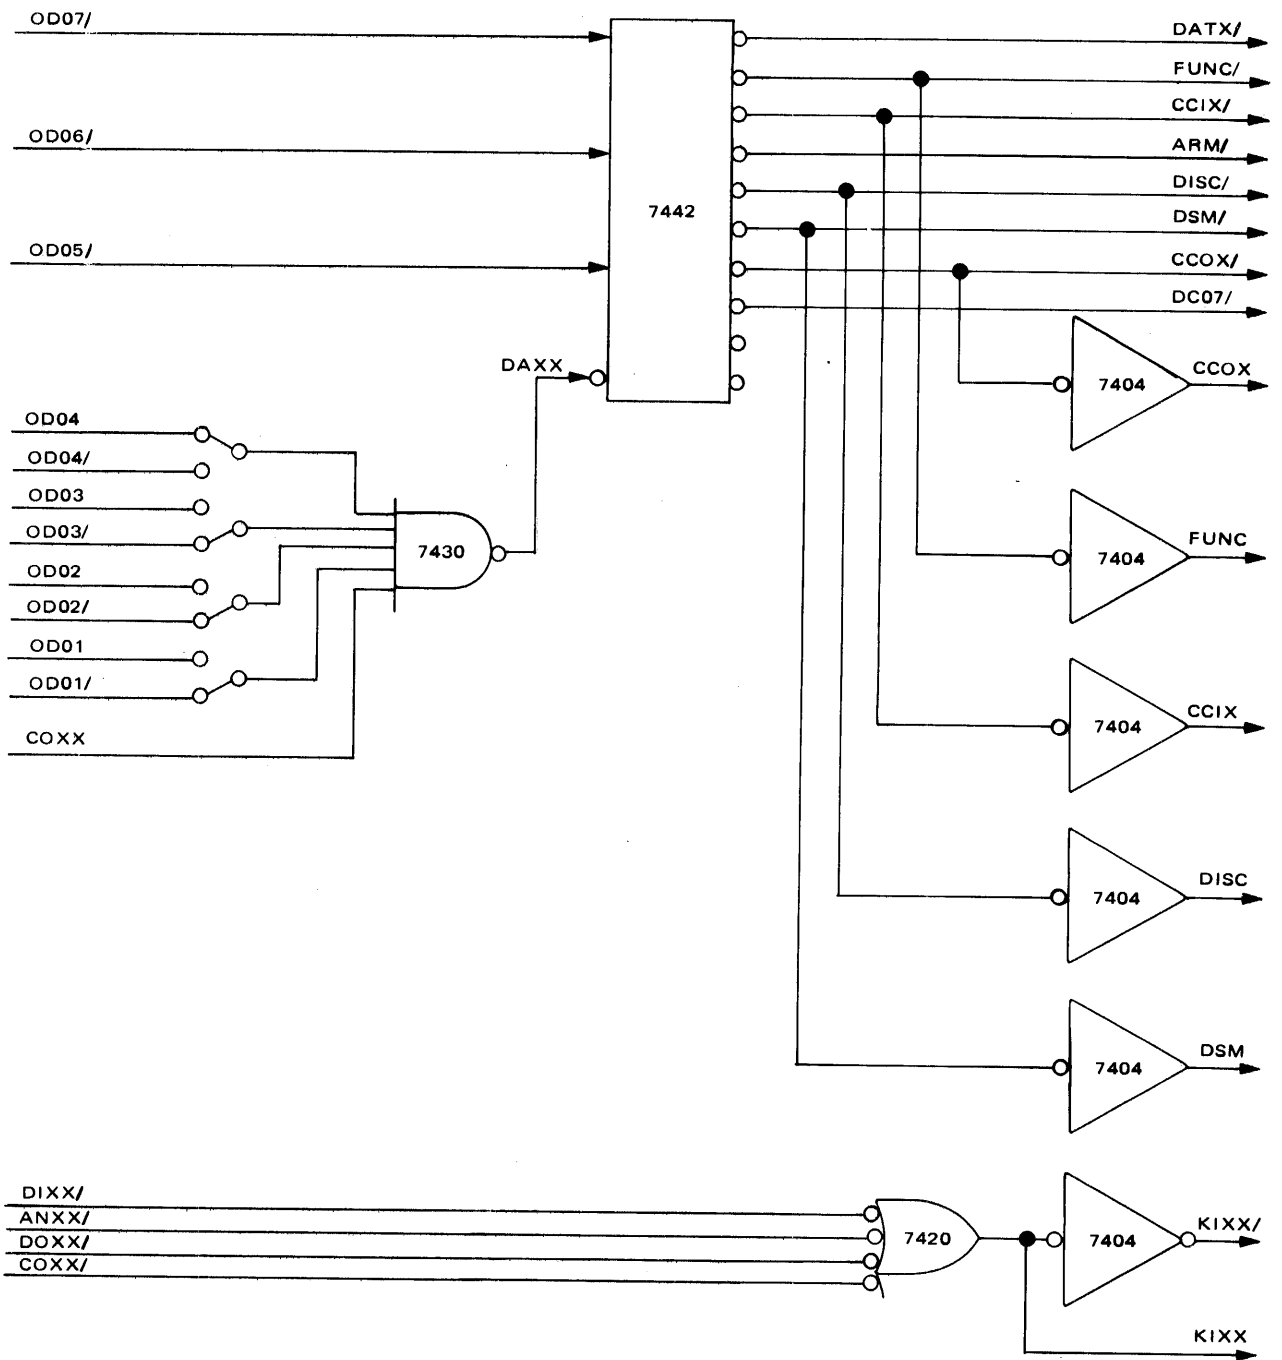 OD07/
OD06/
OD05/
7442
DATX/
FUNC/
CCIX/
ARM/
DISC/
DSM/
CCOX/
DC07/
DAXX
OD04
OD04/
OD03
OD03/
OD02
OD02/
OD01
OD01/
COXX
7430
7404
CCOX
7404
FUNC
7404
CCIX
7404
DISC
7404
DSM
DIXX/
ANXX/
DOXX/
COXX/
7420
7404
KIXX/
KIXX